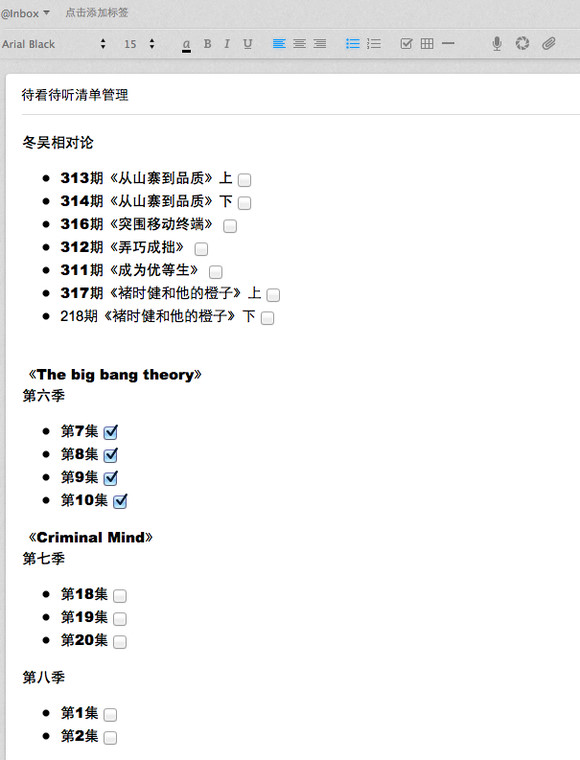 @Inbox 点击添加标签
Arial Black 15 a B I U
待看待听清单管理
冬吴相对论
313期《从山寨到品质》上
314期《从山寨到品质》下
316期《突围移动终端》
312期《弄巧成拙》
311期《成为优等生》
317期《褚时健和他的橙子》上
218期《褚时健和他的橙子》下
《The big bang theory》
第六季
第7集
第8集
第9集
第10集
《Criminal Mind》
第七季
第18集
第19集
第20集
第八季
第1集
第2集